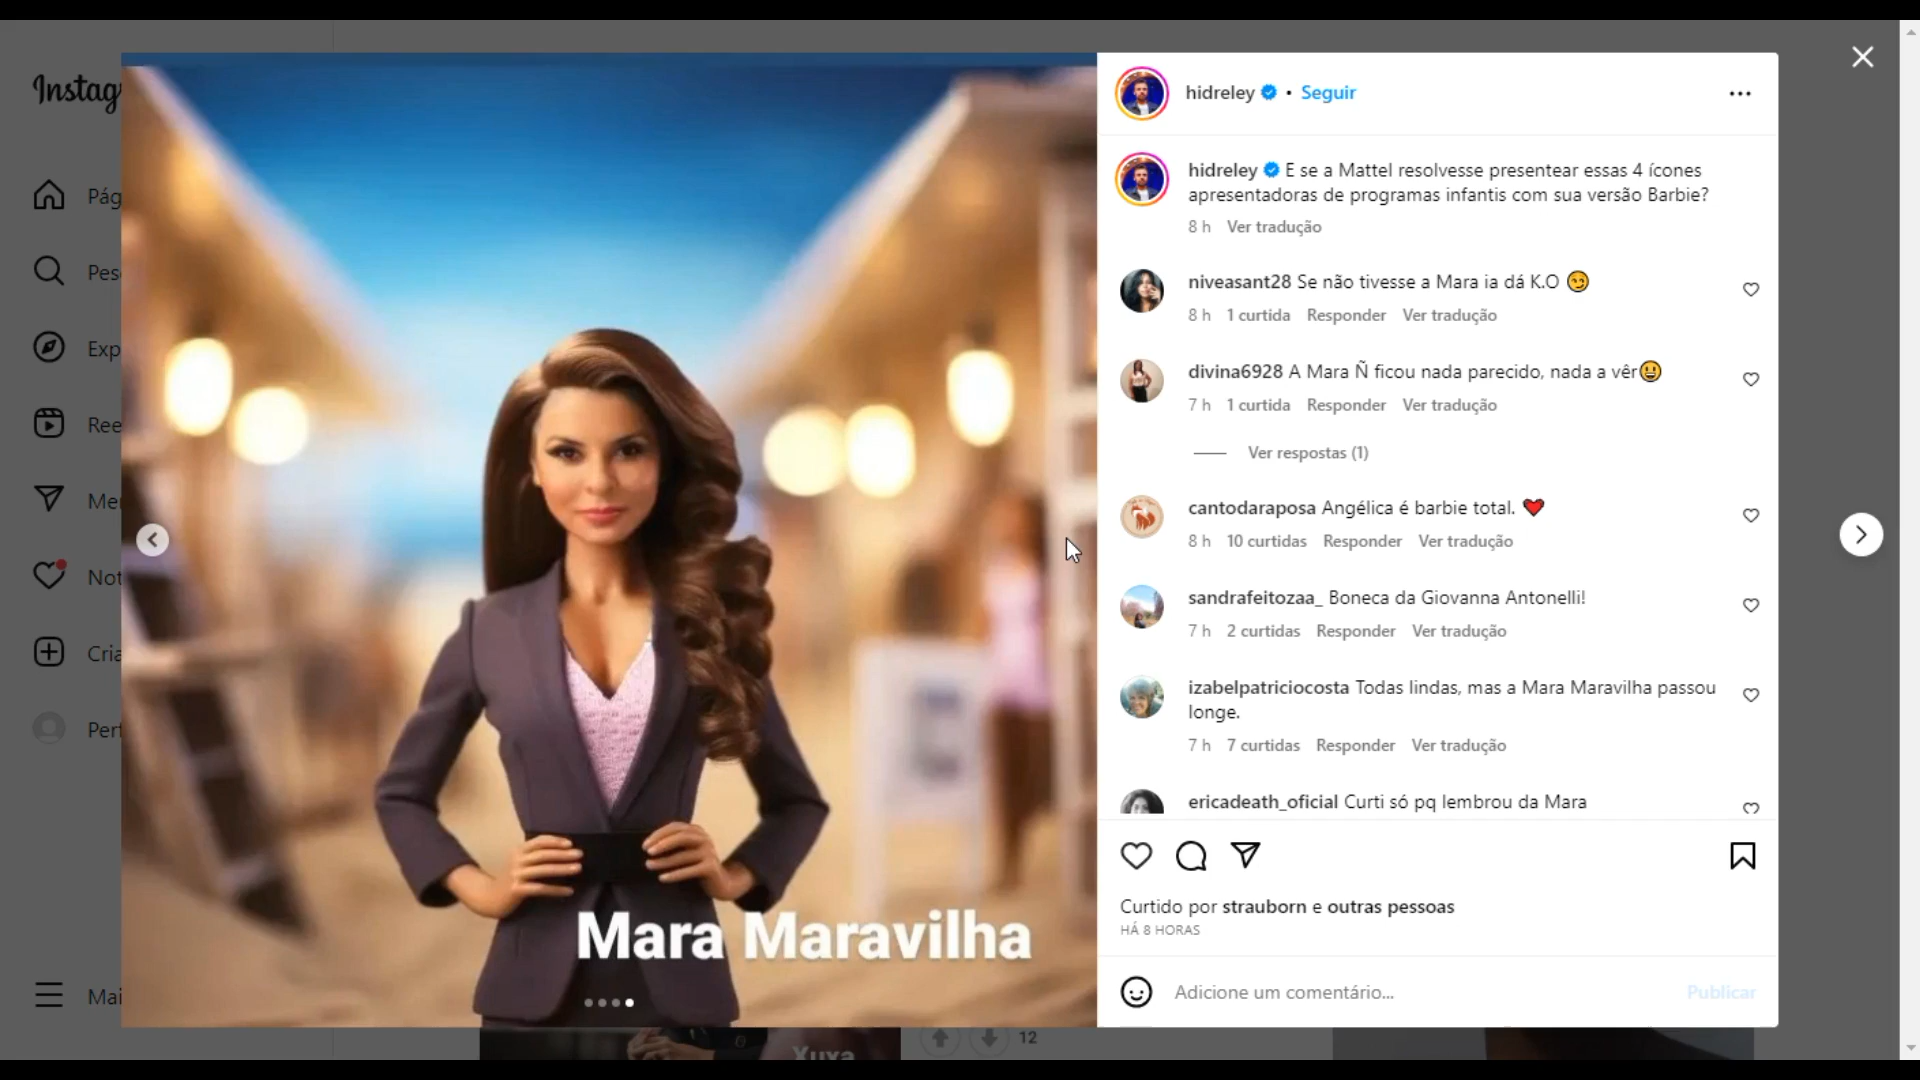 Instag
Pág
Pes
Exp
Ree
Me
Not
Cria
Per
Mai
Mara Maravilha
Xuxa
12
hidreley • Seguir
hidreley E se a Mattel resolvesse presentear essas 4 ícones
apresentadoras de programas infantis com sua versão Barbie?
8 h Ver tradução
niveasant28 Se não tivesse a Mara ia dá K.O 😏
8 h 1 curtida Responder Ver tradução
divina6928 A Mara Ñ ficou nada parecido, nada a vêr😀
7 h 1 curtida Responder Ver tradução
Ver respostas (1)
cantodaraposa Angélica é barbie total. ❤️
8 h 10 curtidas Responder Ver tradução
sandrafeitozaa_ Boneca da Giovanna Antonelli!
7 h 2 curtidas Responder Ver tradução
izabelpatriciocosta Todas lindas, mas a Mara Maravilha passou
longe.
7 h 7 curtidas Responder Ver tradução
ericadeath_oficial Curti só pq lembrou da Mara
Curtido por strauborn e outras pessoas
HÁ 8 HORAS
Adicione um comentário... Publicar